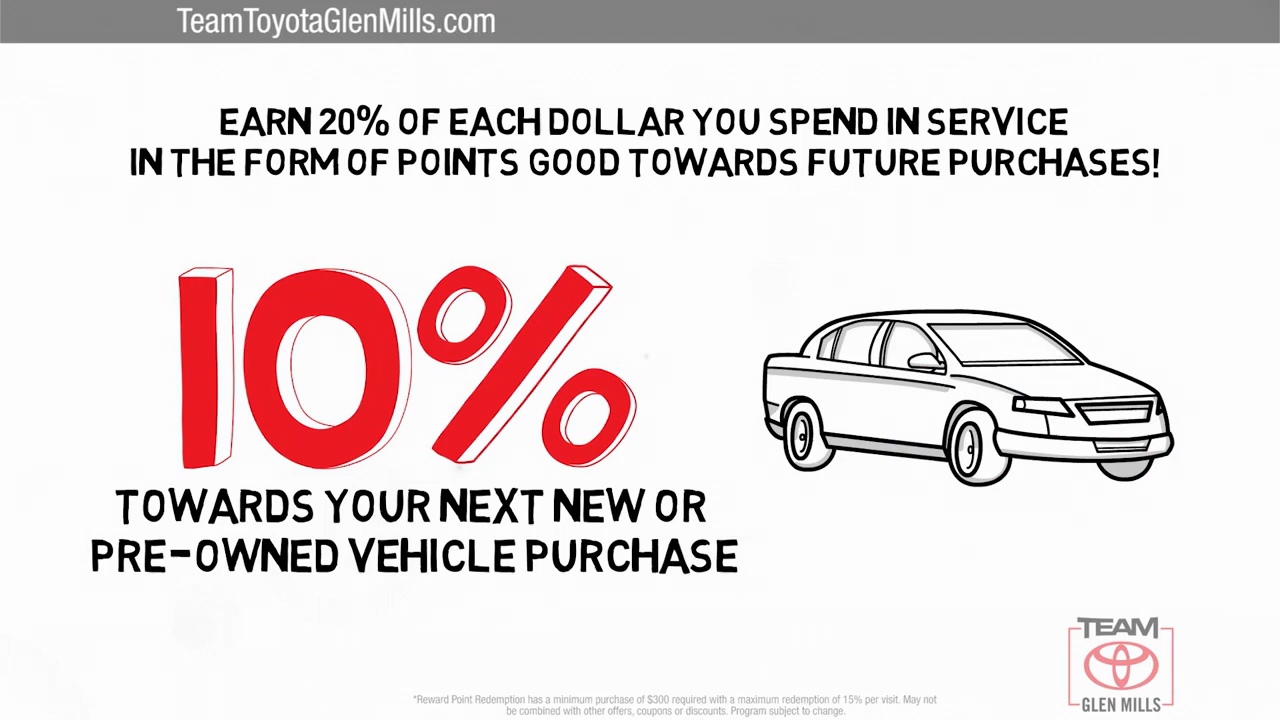 TeamToyotaGlenMills.com
EARN 20% OF EACH DOLLAR YOU SPEND IN SERVICE
IN THE FORM OF POINTS GOOD TOWARDS FUTURE PURCHASES!
10%
TOWARDS YOUR NEXT NEW OR
PRE-OWNED VEHICLE PURCHASE
TEAM
GLEN MILLS
*Reward Point Redemption has a minimum purchase of $300 required with a maximum redemption of 15% per visit. May not
be combined with other offers, coupons or discounts. Program subject to change.